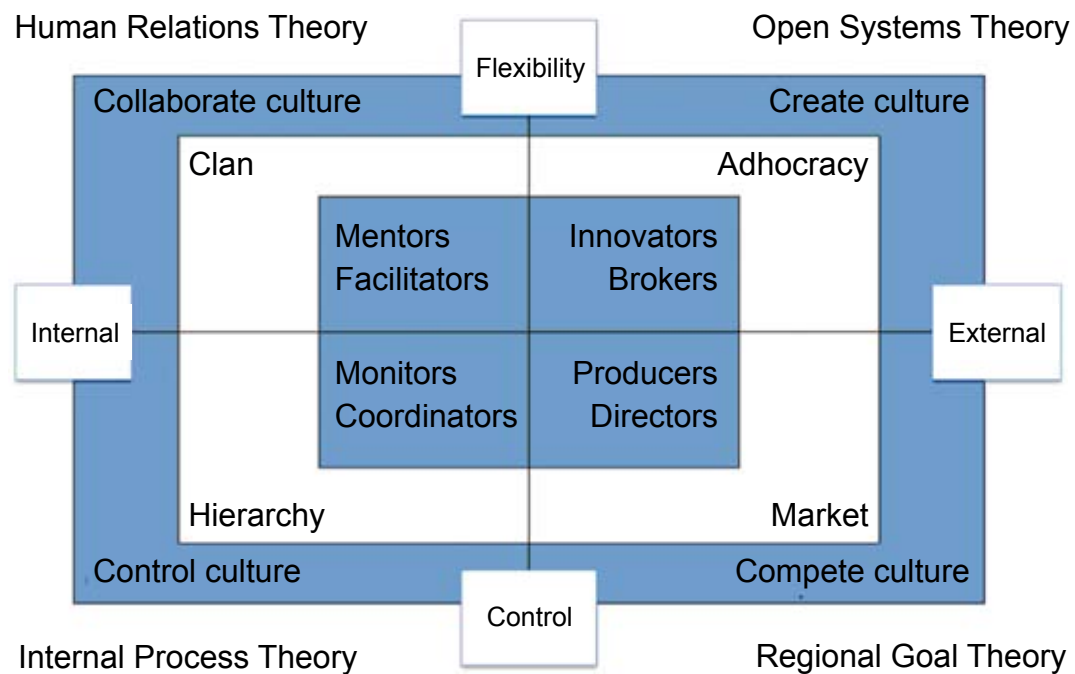 Human Relations Theory
Open Systems Theory
Flexibility
Collaborate culture
Create culture
Clan
Adhocracy
Mentors
Facilitators
Innovators
Brokers
Internal
External
Monitors
Coordinators
Producers
Directors
Hierarchy
Market
Control culture
Compete culture
Control
Internal Process Theory
Regional Goal Theory